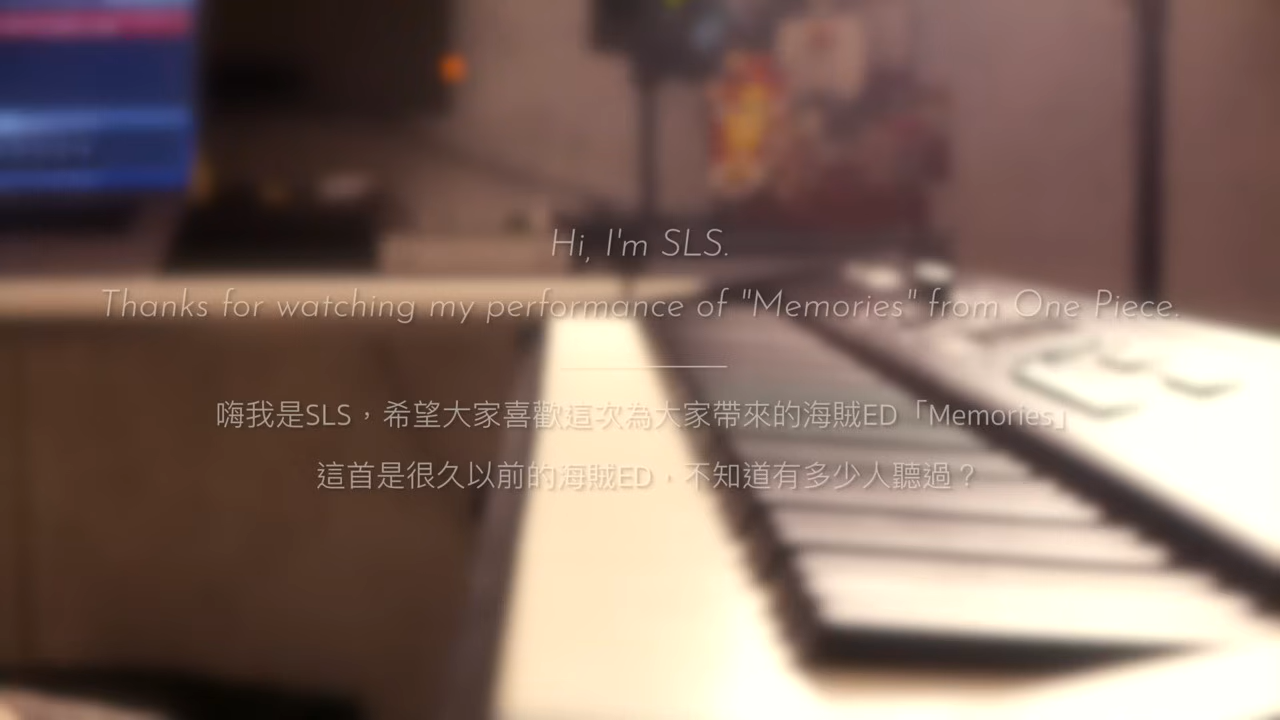 Hi, I'm SLS.
Thanks for watching my performance of "Memories" from One Piece.
嗨我是SLS，希望大家喜歡這次為大家帶來的海賊ED「Memories」
這首是很久以前的海賊ED，不知道有多少人聽過？